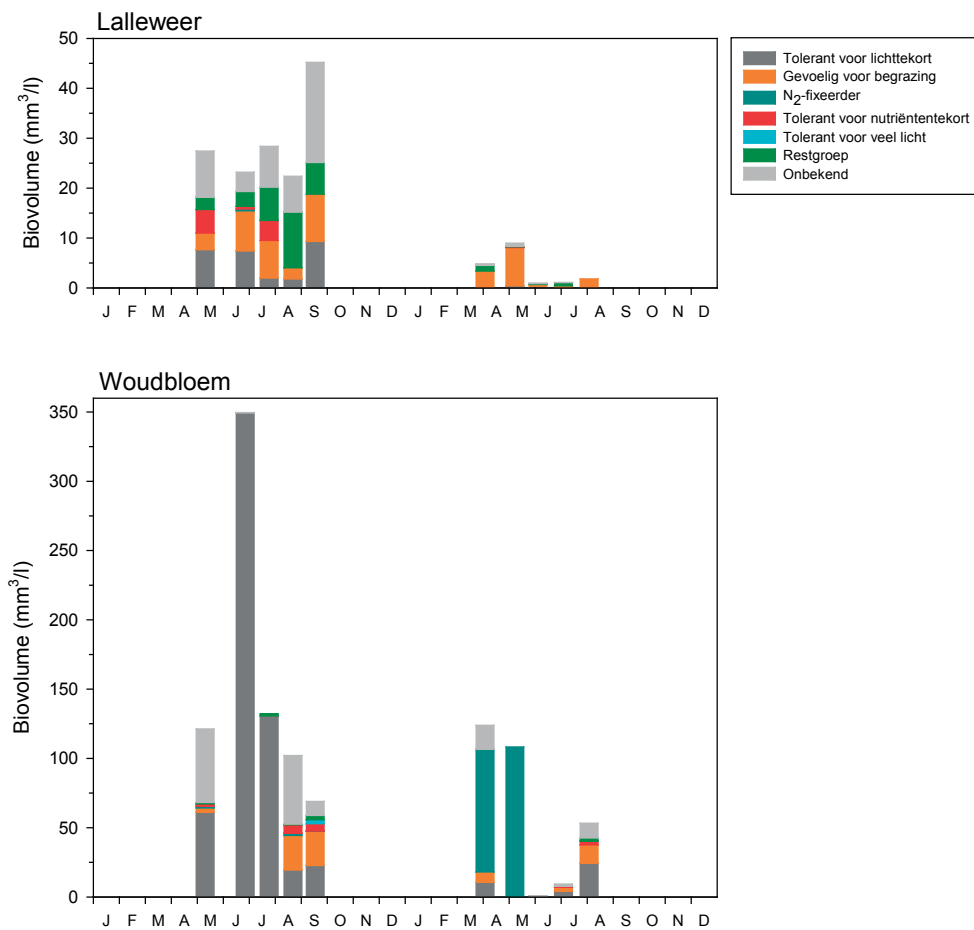 Lalleweer
50
40
30
20
10
0
Biovolume (mm³/l)
J F M A M J J A S O N D J F M A M J J A S O N D
Tolerant voor lichttekort
Gevoelig voor begrazing
N₂-fixeerder
Tolerant voor nutriëntentekort
Tolerant voor veel licht
Restgroep
Onbekend
Woudbloem
350
300
250
200
150
100
50
0
Biovolume (mm³/l)
J F M A M J J A S O N D J F M A M J J A S O N D